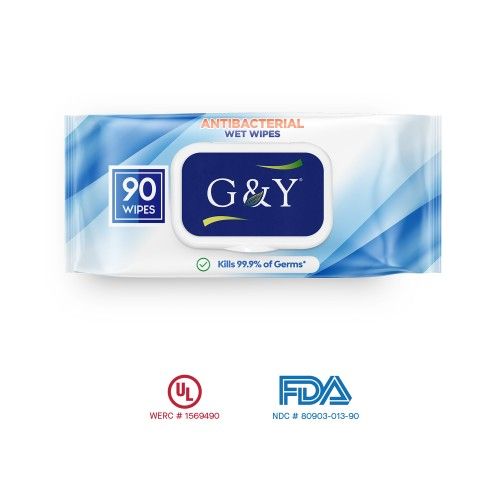 ANTIBACTERIAL
WET WIPES
90
WIPES
G&Y®
Kills 99.9% of Germs*
UL
WERC # 1569490
FDA
NDC # 80903-013-90